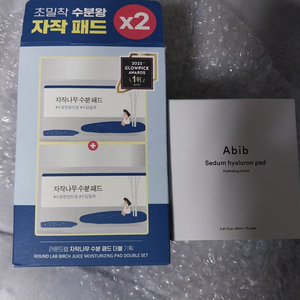 초밀착 수분왕
자작 패드
x2
GLOWPICK
AWARDS
1위
자작나무 수분 패드
+
자작나무 수분 패드
라운드랩 자작나무 수분 패드 더블 기획
ROUND LAB BIRCH JUICE MOISTURIZING PAD DOUBLE SET
Abib
Sedum hyaluron pad
Hydrating touch